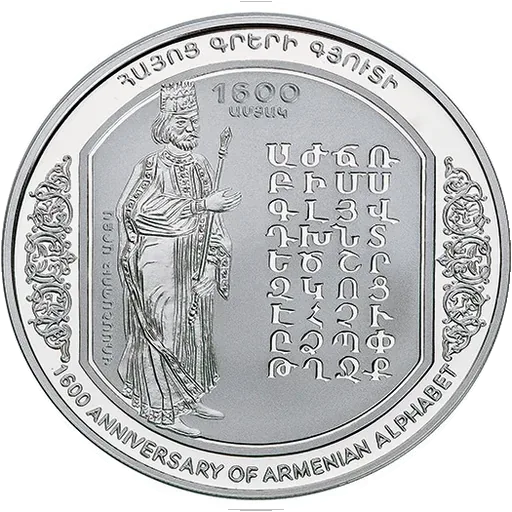 ՀԱՅՈՑ ԳՐԵՐԻ ԳՅՈՒՏԻ
1600
ԱՄՅԱԿ
Ա Ժ Ճ Ռ
Բ Ի Մ Ս
Գ Լ Յ Վ
Դ Խ Ն Տ
Ե Ծ Շ Ր
Զ Կ Ո Ց
Է Հ Չ Ւ
Ը Ձ Պ Փ
Թ Ղ Ջ Ք
1600 ANNIVERSARY OF ARMENIAN ALPHABET